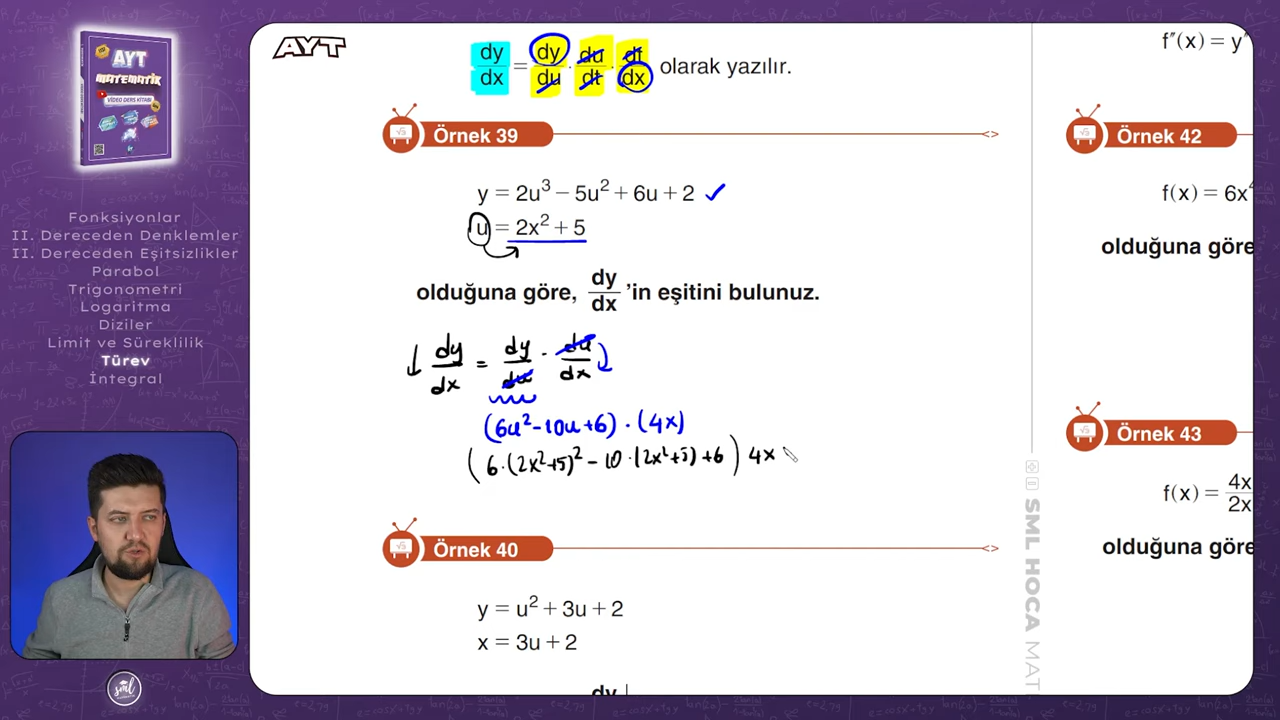 AYT
MATEMATİK
VİDEO DERS KİTABI
Fonksiyonlar
II. Dereceden Denklemler
II. Dereceden Eşitsizlikler
Parabol
Trigonometri
Logaritma
Diziler
Limit ve Süreklilik
Türev
İntegral
sml
AYT
dy/dx = dy/du · du/dt · dt/dx olarak yazılır.
Örnek 39
y = 2u³ − 5u² + 6u + 2 ✓
u = 2x² + 5
olduğuna göre, dy/dx 'in eşitini bulunuz.
↓ dy/dx = dy/du · du/dx
(6u²-10u+6) · (4x)
(6·(2x²+5)² - 10·(2x²+5)+6) 4x
Örnek 40
y = u² + 3u + 2
x = 3u + 2
dy |
SML HOCA MAT
f''(x) = y''
Örnek 42
f(x) = 6x⁴
olduğuna göre
Örnek 43
f(x) = 4x/2x
olduğuna göre